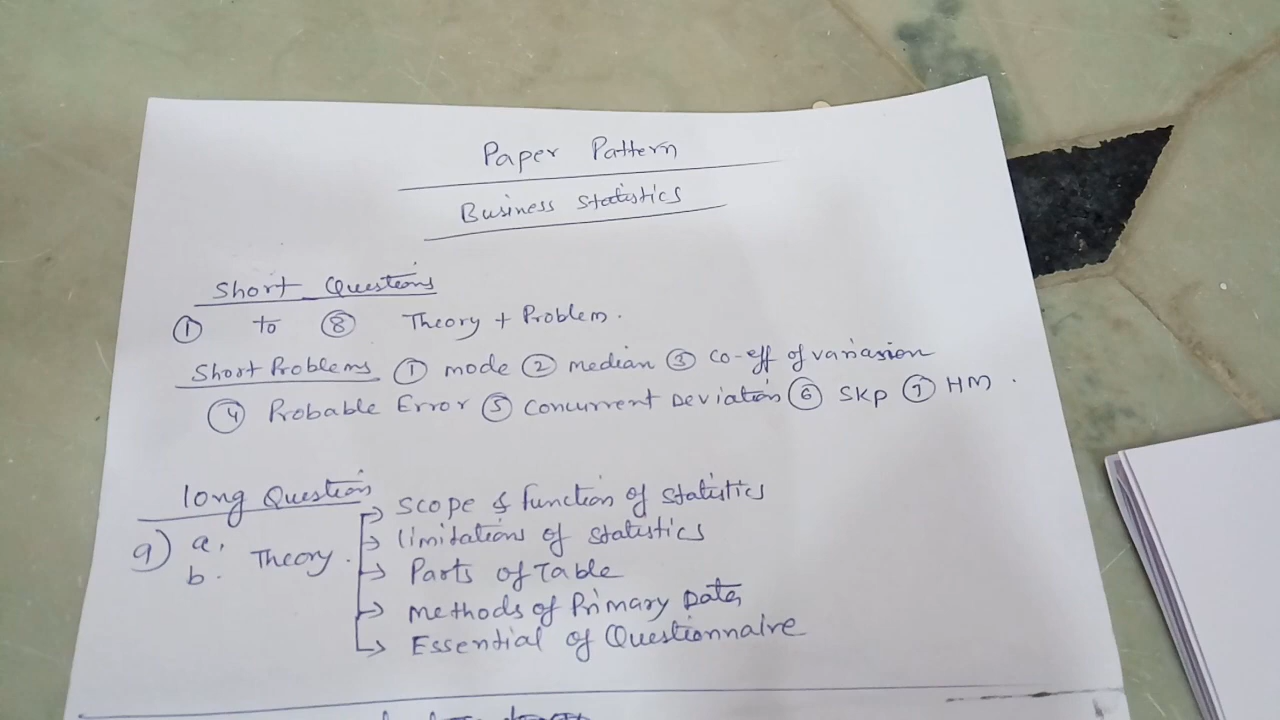 Paper Pattern
Business Statistics
Short Questions
① to ⑧ Theory + Problem.
Short Problems ① mode ② median ③ co-eff of variasion
④ Probable Error ⑤ concurrent Deviation ⑥ SKP ⑦ HM.
long Question
9) a. Theory. → scope & function of statistics
b. → limitations of statistics
→ Parts of Table
→ methods of Primary Data
→ Essential of Questionnaire